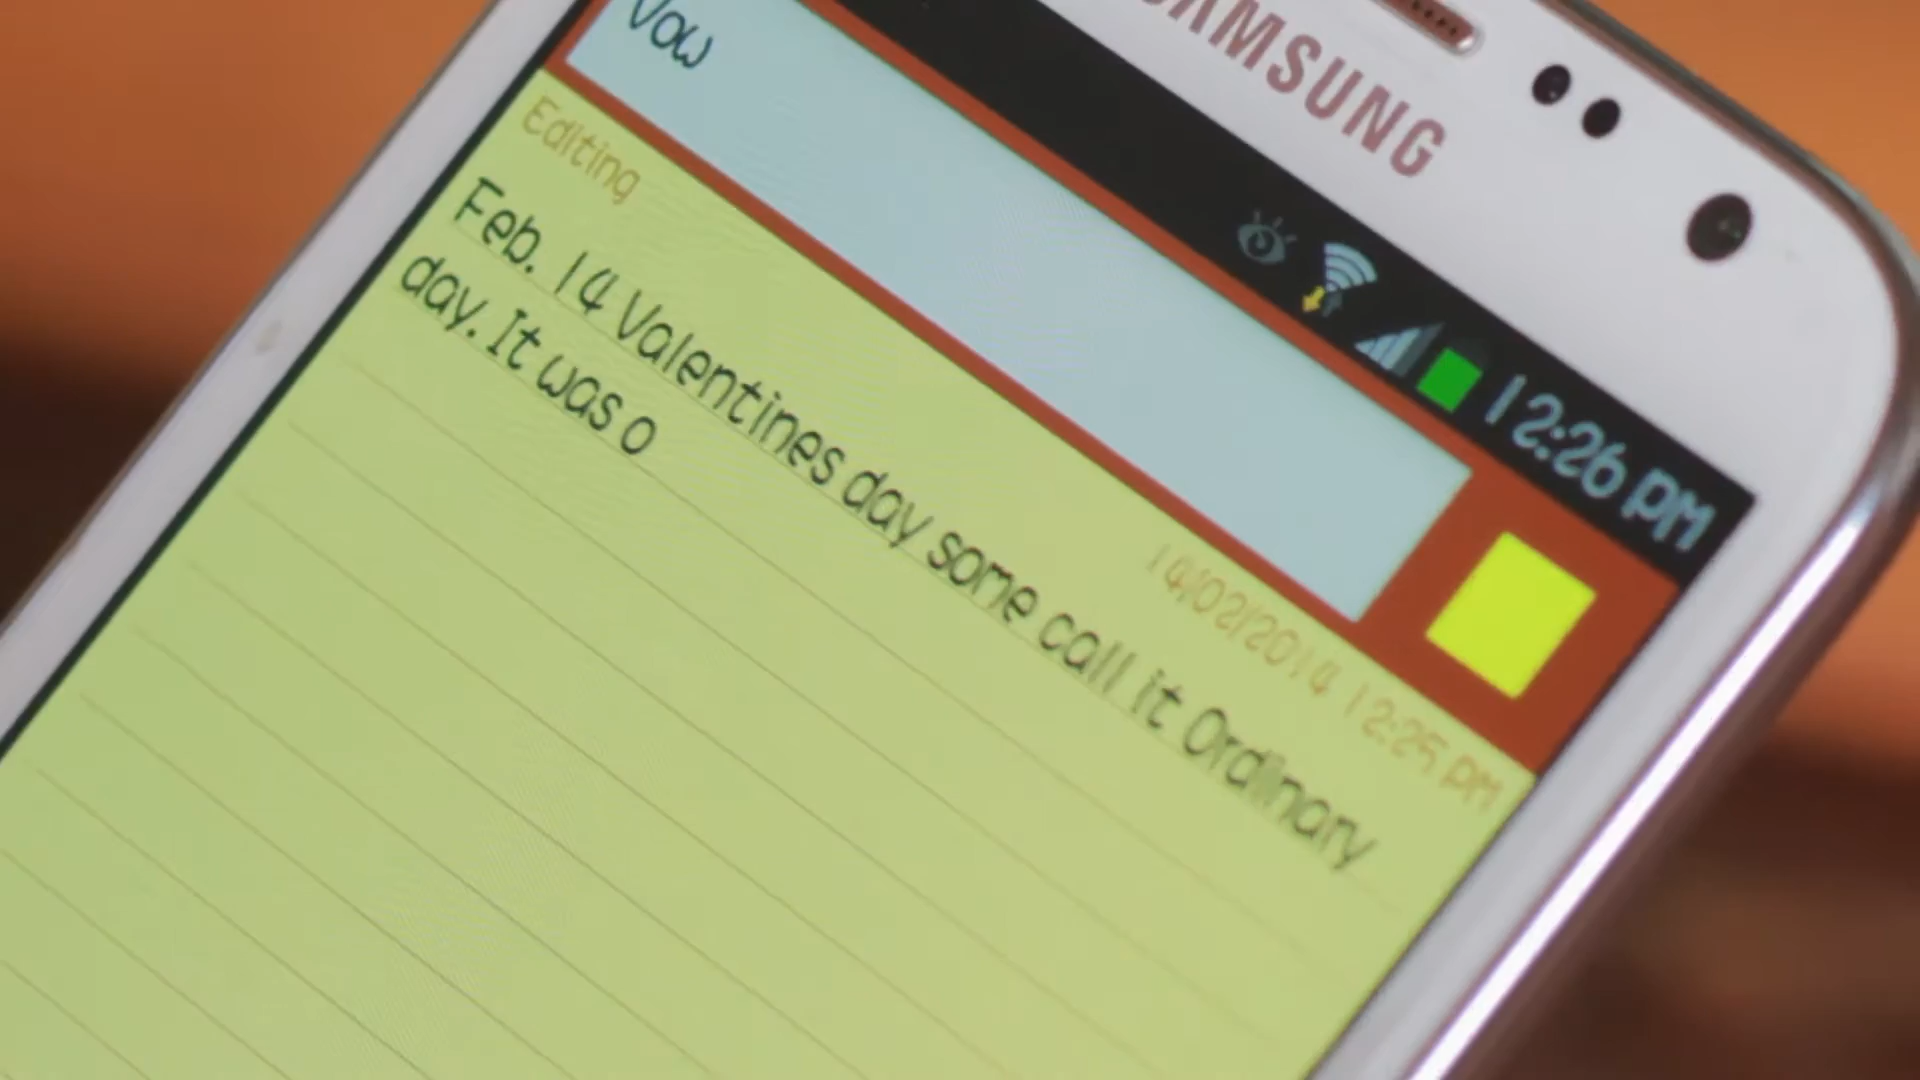 SAMSUNG
12:26 PM
Vow
Editing
14/02/2014 12:25 PM
Feb. 14 Valentines day some call it Ordinary
day. It was o